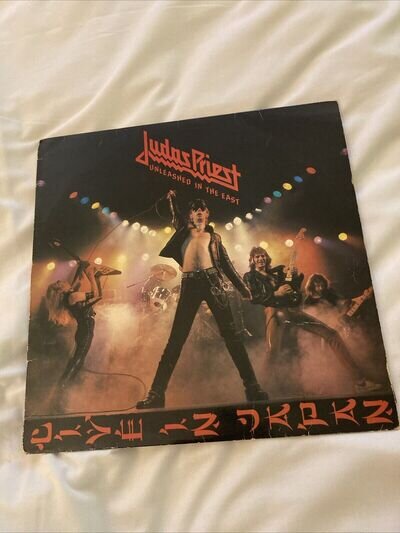 Judas Priest
UNLEASHED IN THE EAST
LIVE IN JAPAN